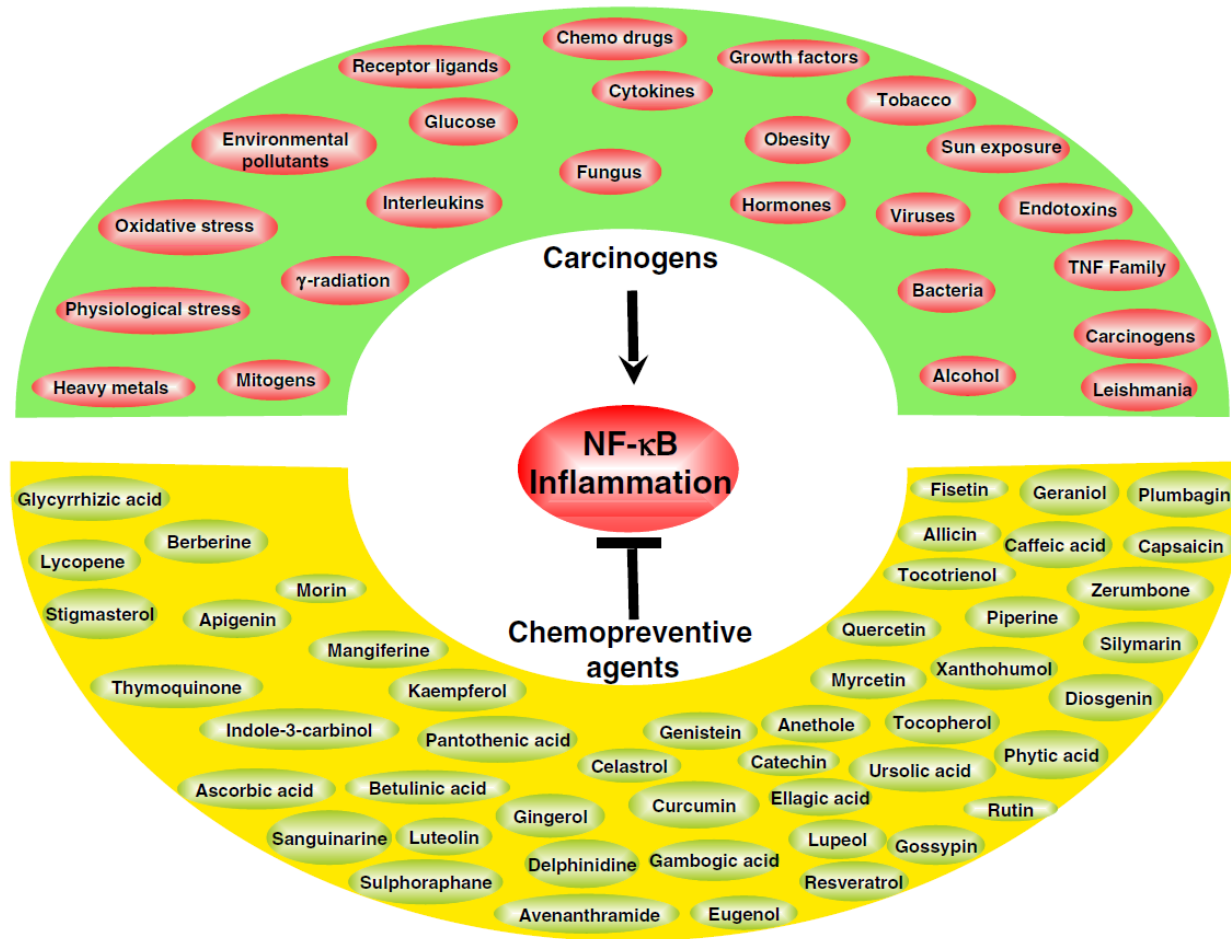 Chemo drugs
Growth factors
Receptor ligands
Cytokines
Tobacco
Glucose
Environmental
pollutants
Obesity
Sun exposure
Fungus
Interleukins
Hormones
Viruses
Endotoxins
Oxidative stress
Carcinogens
TNF Family
γ-radiation
Bacteria
Physiological stress
Carcinogens
Heavy metals
Mitogens
Alcohol
Leishmania
NF-κB
Inflammation
Glycyrrhizic acid
Fisetin
Geraniol
Plumbagin
Berberine
Allicin
Caffeic acid
Capsaicin
Lycopene
Tocotrienol
Morin
Zerumbone
Stigmasterol
Apigenin
Piperine
Chemopreventive
agents
Quercetin
Silymarin
Mangiferine
Xanthohumol
Thymoquinone
Kaempferol
Myrcetin
Diosgenin
Indole-3-carbinol
Pantothenic acid
Genistein
Anethole
Tocopherol
Celastrol
Catechin
Ursolic acid
Phytic acid
Ascorbic acid
Betulinic acid
Gingerol
Curcumin
Ellagic acid
Rutin
Sanguinarine
Luteolin
Lupeol
Gossypin
Delphinidine
Gambogic acid
Sulphoraphane
Resveratrol
Avenanthramide
Eugenol